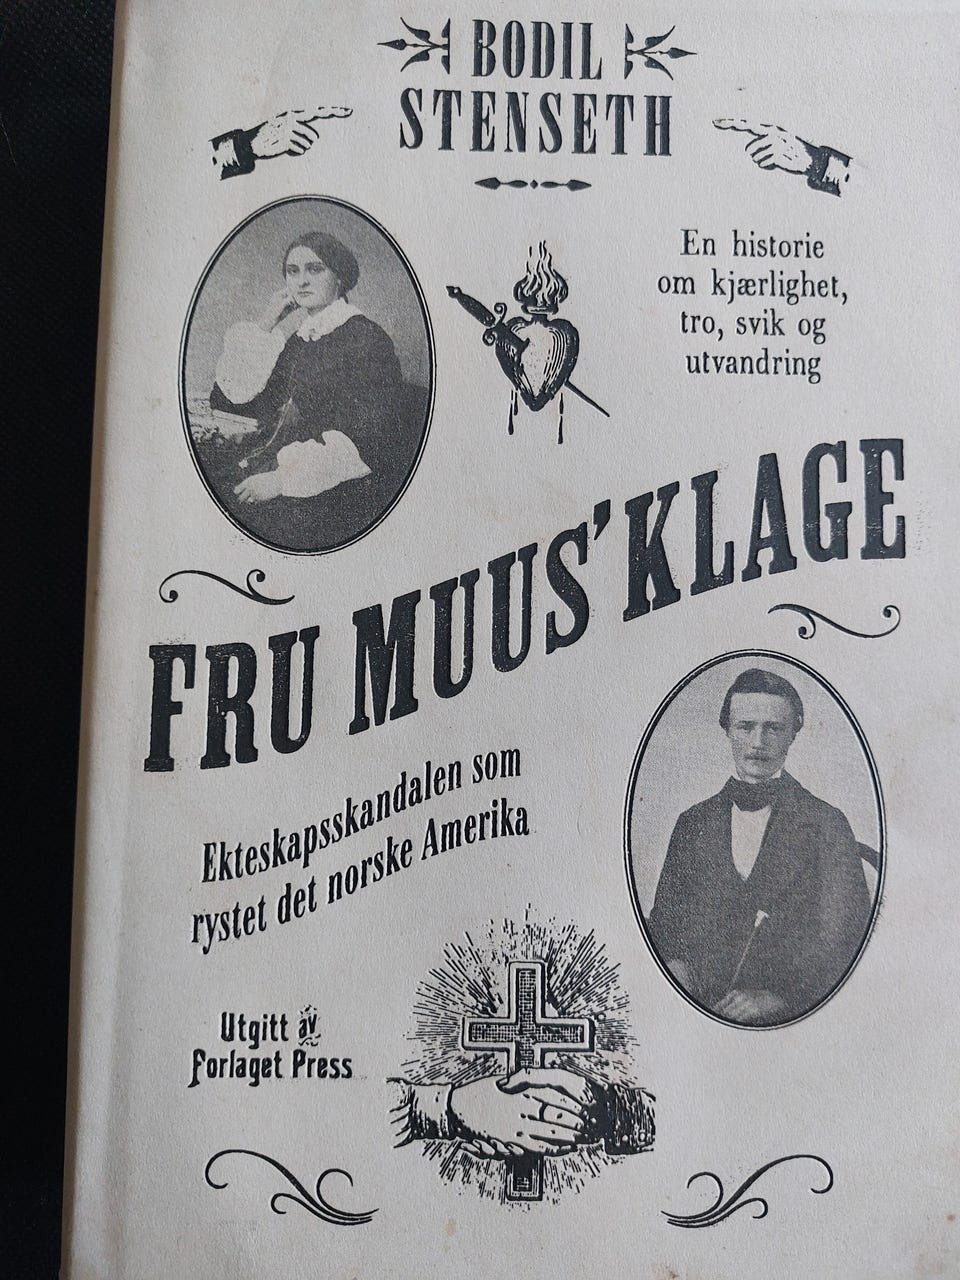 BODIL
STENSETH
En historie
om kjærlighet,
tro, svik og
utvandring
FRU MUUS' KLAGE
Ekteskapsskandalen som
rystet det norske Amerika
Utgitt av
Forlaget Press